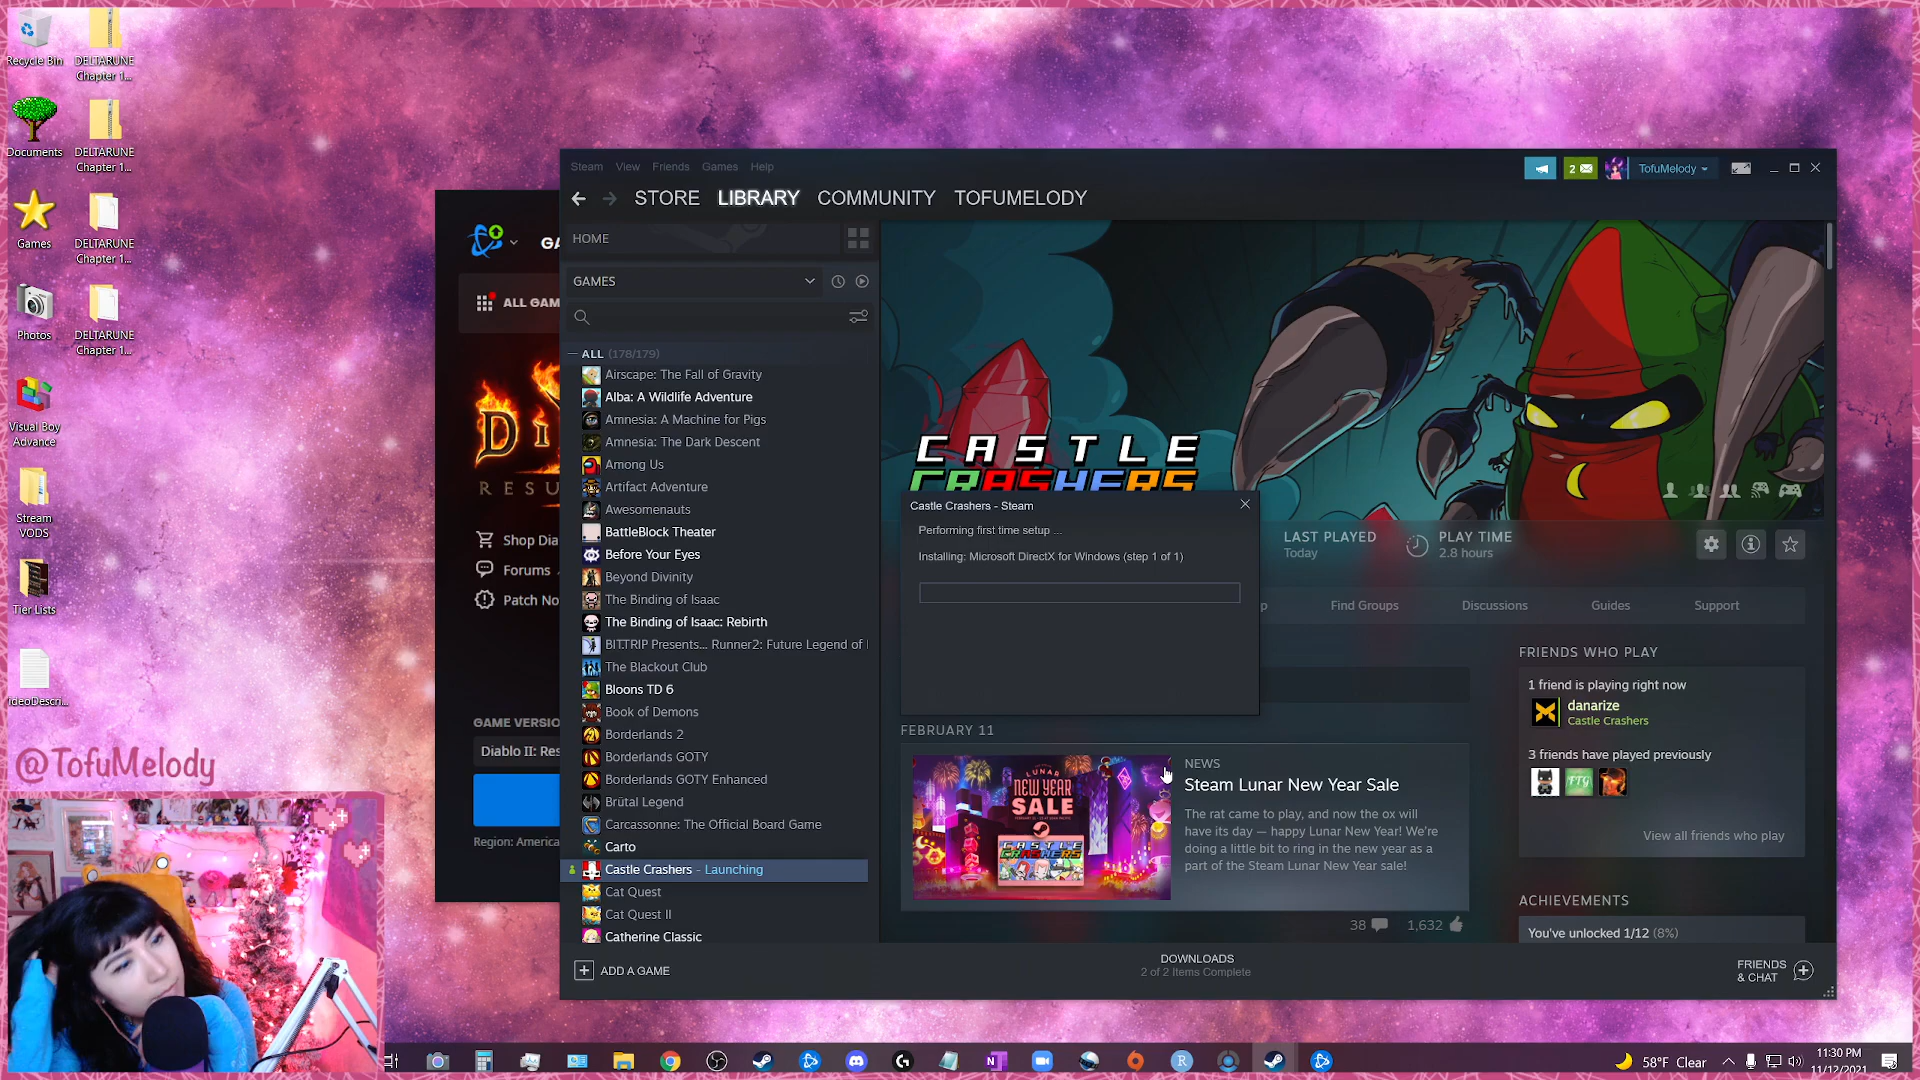 Recycle Bin
DELTARUNE
Chapter 1...
Documents
DELTARUNE
Chapter 1...
Games
DELTARUNE
Chapter 1...
Photos
DELTARUNE
Chapter 1...
Visual Boy
Advance
Stream
VODS
Tier Lists
ideoDescri...
@TofuMelody
GA
ALL GAM
RESU
Shop Dia
Forums
Patch No
GAME VERSIO
Diablo II: Res
Region: America
Steam View Friends Games Help
2
TofuMelody
STORE LIBRARY COMMUNITY TOFUMELODY
HOME
GAMES
ALL (178/179)
Airscape: The Fall of Gravity
Alba: A Wildlife Adventure
Amnesia: A Machine for Pigs
Amnesia: The Dark Descent
Among Us
Artifact Adventure
Awesomenauts
BattleBlock Theater
Before Your Eyes
Beyond Divinity
The Binding of Isaac
The Binding of Isaac: Rebirth
BIT.TRIP Presents... Runner2: Future Legend of
The Blackout Club
Bloons TD 6
Book of Demons
Borderlands 2
Borderlands GOTY
Borderlands GOTY Enhanced
Brütal Legend
Carcassonne: The Official Board Game
Carto
Castle Crashers - Launching
Cat Quest
Cat Quest II
Catherine Classic
ADD A GAME
CASTLE
CRASHERS
Castle Crashers - Steam
Performing first time setup ...
Installing: Microsoft DirectX for Windows (step 1 of 1)
LAST PLAYED
Today
PLAY TIME
2.8 hours
p Find Groups Discussions Guides Support
FEBRUARY 11
LUNAR
NEW YEAR
SALE
CASTLE
CRASHERS
NEWS
Steam Lunar New Year Sale
The rat came to play, and now the ox will
have its day — happy Lunar New Year! We're
doing a little bit to ring in the new year as a
part of the Steam Lunar New Year sale!
38 1,632
FRIENDS WHO PLAY
1 friend is playing right now
danarize
Castle Crashers
3 friends have played previously
FTG
View all friends who play
ACHIEVEMENTS
You've unlocked 1/12 (8%)
DOWNLOADS
2 of 2 Items Complete
FRIENDS
& CHAT
58°F Clear
11:30 PM
11/12/2021